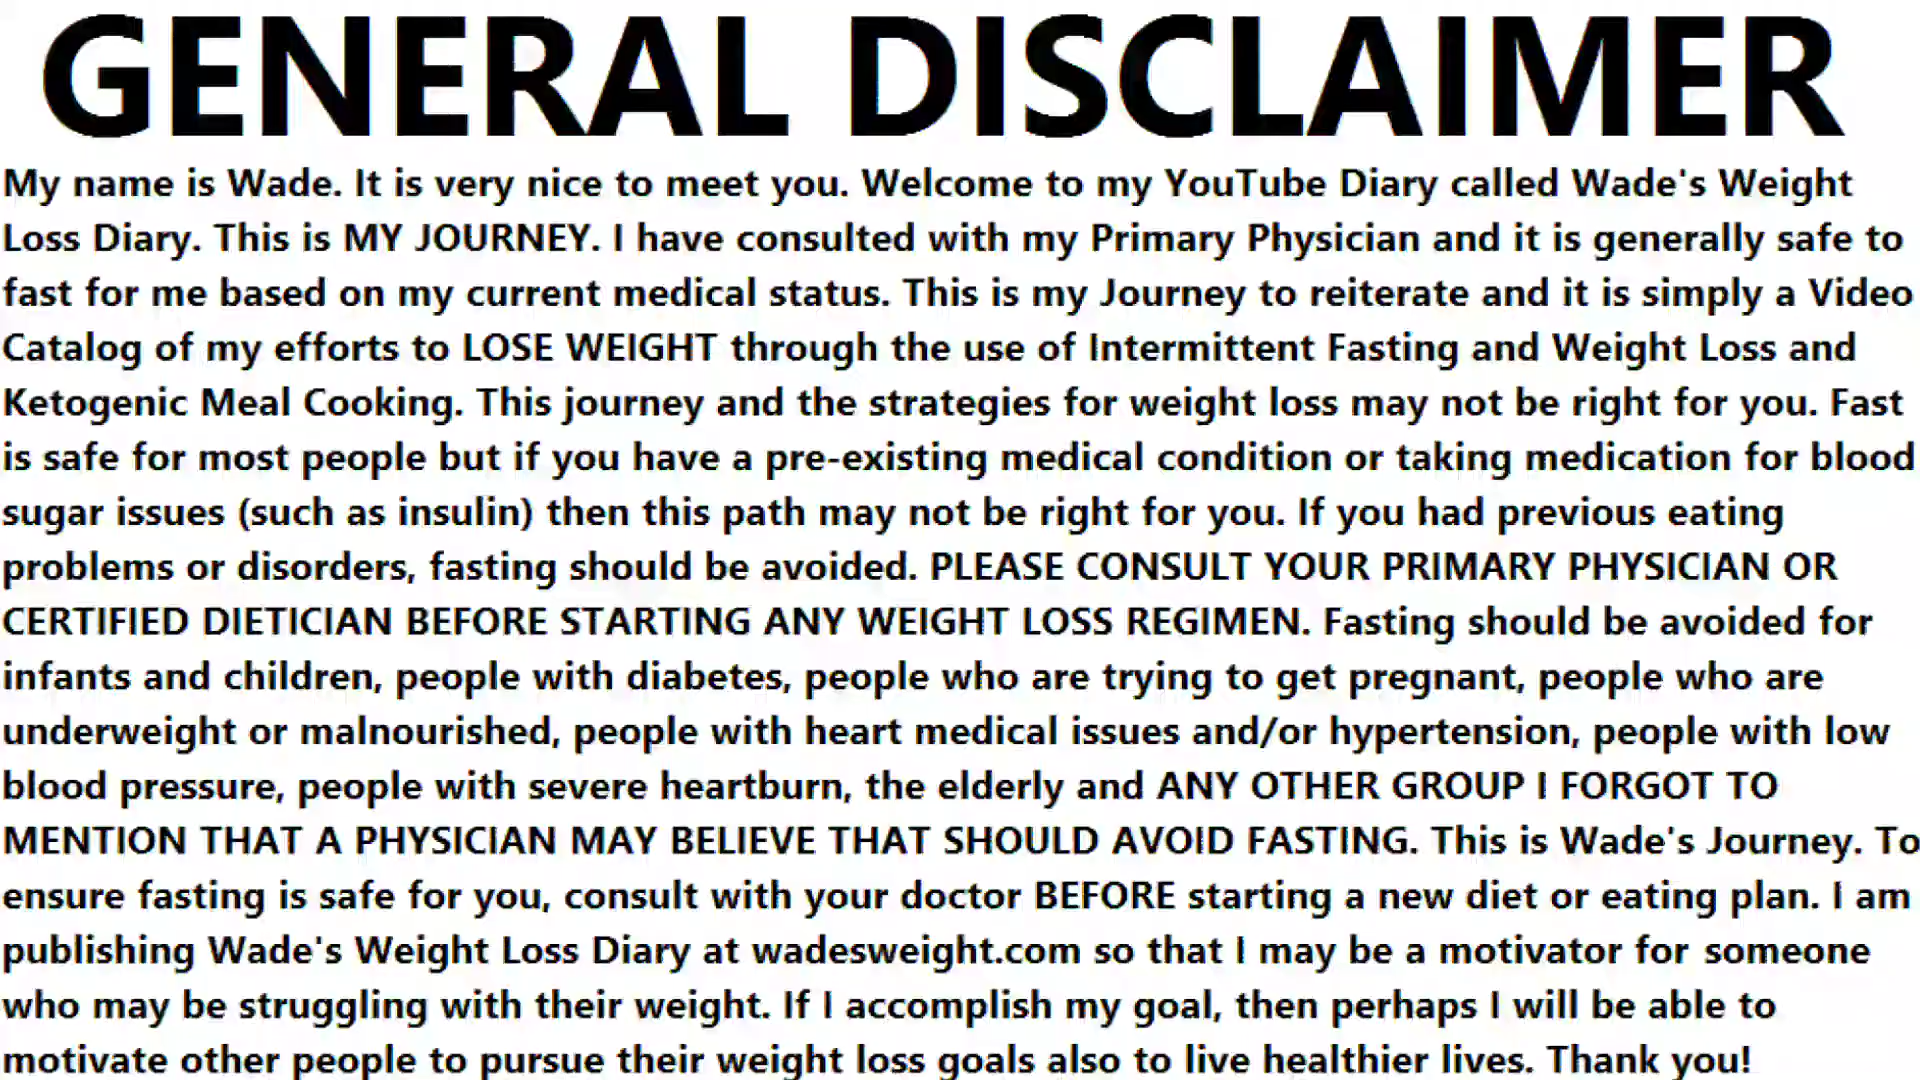 GENERAL DISCLAIMER
My name is Wade. It is very nice to meet you. Welcome to my YouTube Diary called Wade's Weight
Loss Diary. This is MY JOURNEY. I have consulted with my Primary Physician and it is generally safe to
fast for me based on my current medical status. This is my Journey to reiterate and it is simply a Video
Catalog of my efforts to LOSE WEIGHT through the use of Intermittent Fasting and Weight Loss and
Ketogenic Meal Cooking. This journey and the strategies for weight loss may not be right for you. Fast
is safe for most people but if you have a pre-existing medical condition or taking medication for blood
sugar issues (such as insulin) then this path may not be right for you. If you had previous eating
problems or disorders, fasting should be avoided. PLEASE CONSULT YOUR PRIMARY PHYSICIAN OR
CERTIFIED DIETICIAN BEFORE STARTING ANY WEIGHT LOSS REGIMEN. Fasting should be avoided for
infants and children, people with diabetes, people who are trying to get pregnant, people who are
underweight or malnourished, people with heart medical issues and/or hypertension, people with low
blood pressure, people with severe heartburn, the elderly and ANY OTHER GROUP I FORGOT TO
MENTION THAT A PHYSICIAN MAY BELIEVE THAT SHOULD AVOID FASTING. This is Wade's Journey. To
ensure fasting is safe for you, consult with your doctor BEFORE starting a new diet or eating plan. I am
publishing Wade's Weight Loss Diary at wadesweight.com so that I may be a motivator for someone
who may be struggling with their weight. If I accomplish my goal, then perhaps I will be able to
motivate other people to pursue their weight loss goals also to live healthier lives. Thank you!